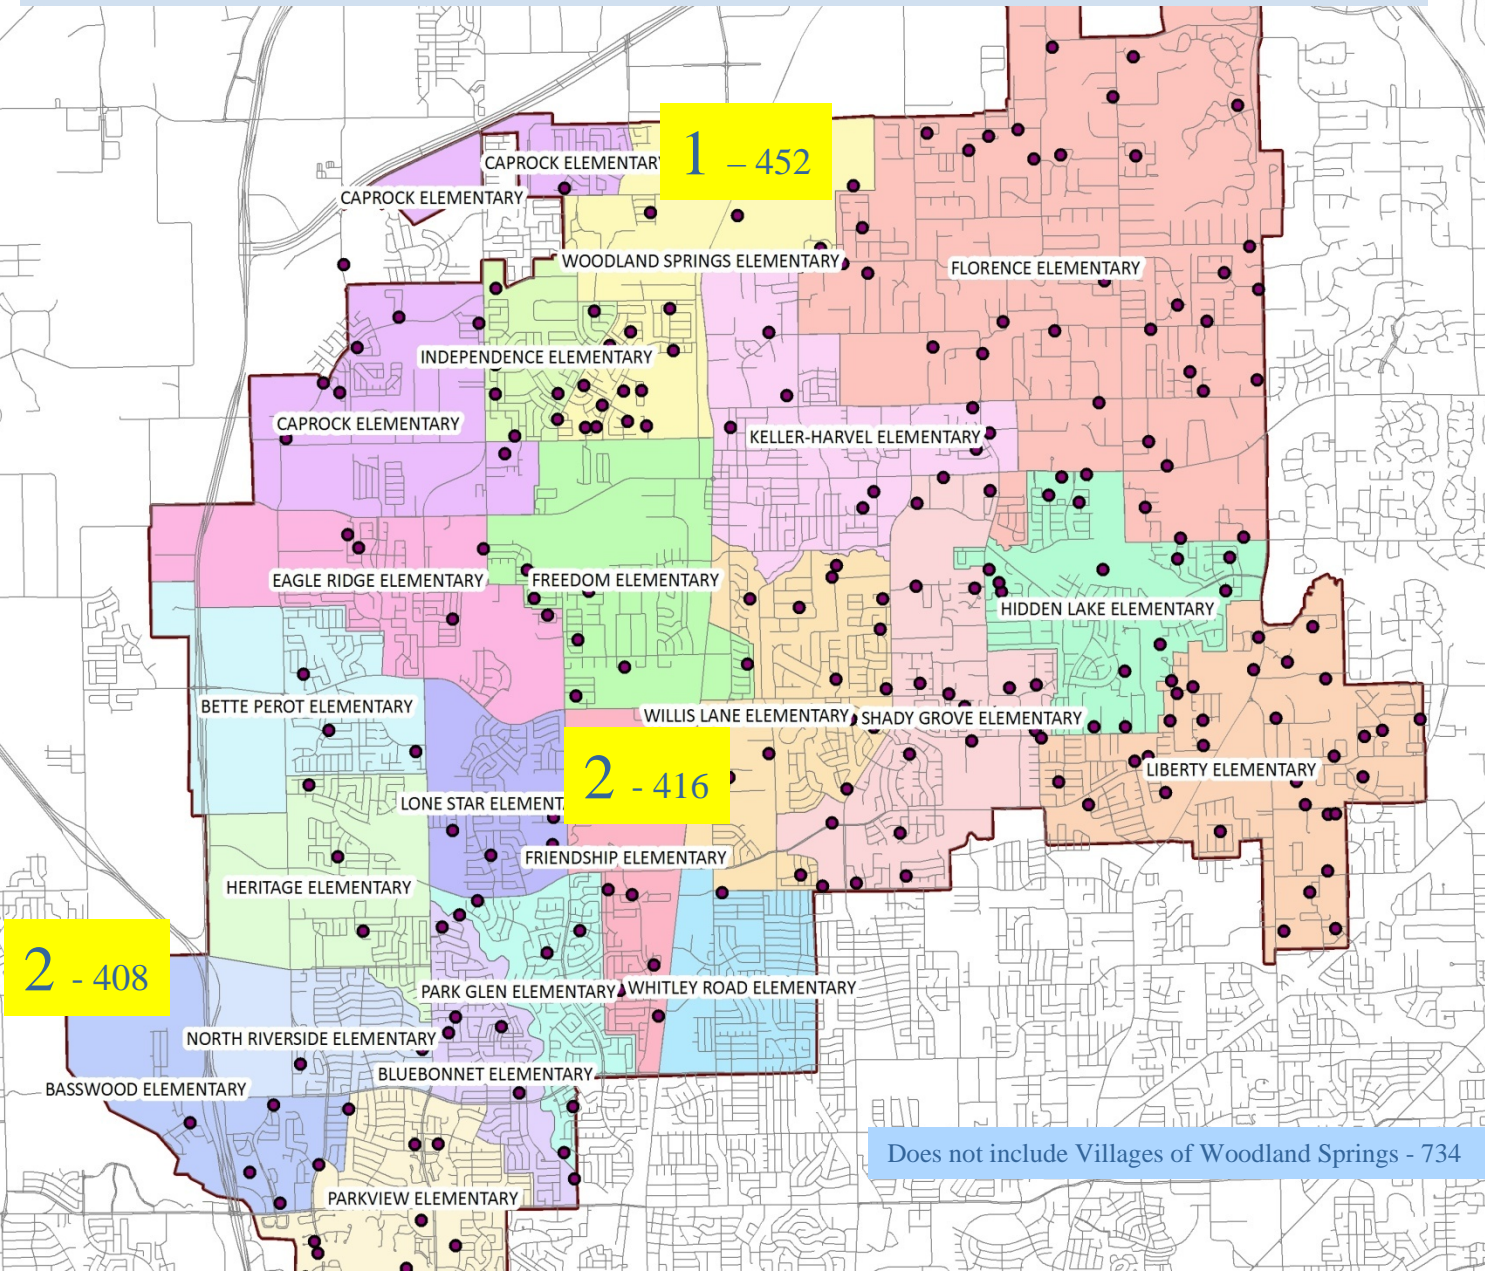 1 – 452
CAPROCK ELEMENTARY
CAPROCK ELEMENTARY
WOODLAND SPRINGS ELEMENTARY
FLORENCE ELEMENTARY
INDEPENDENCE ELEMENTARY
CAPROCK ELEMENTARY
KELLER-HARVEL ELEMENTARY
EAGLE RIDGE ELEMENTARY
FREEDOM ELEMENTARY
HIDDEN LAKE ELEMENTARY
BETTE PEROT ELEMENTARY
WILLIS LANE ELEMENTARY
SHADY GROVE ELEMENTARY
LIBERTY ELEMENTARY
2 - 416
LONE STAR ELEMENTA
FRIENDSHIP ELEMENTARY
HERITAGE ELEMENTARY
2 - 408
PARK GLEN ELEMENTARY
WHITLEY ROAD ELEMENTARY
NORTH RIVERSIDE ELEMENTARY
BLUEBONNET ELEMENTARY
BASSWOOD ELEMENTARY
Does not include Villages of Woodland Springs - 734
PARKVIEW ELEMENTARY